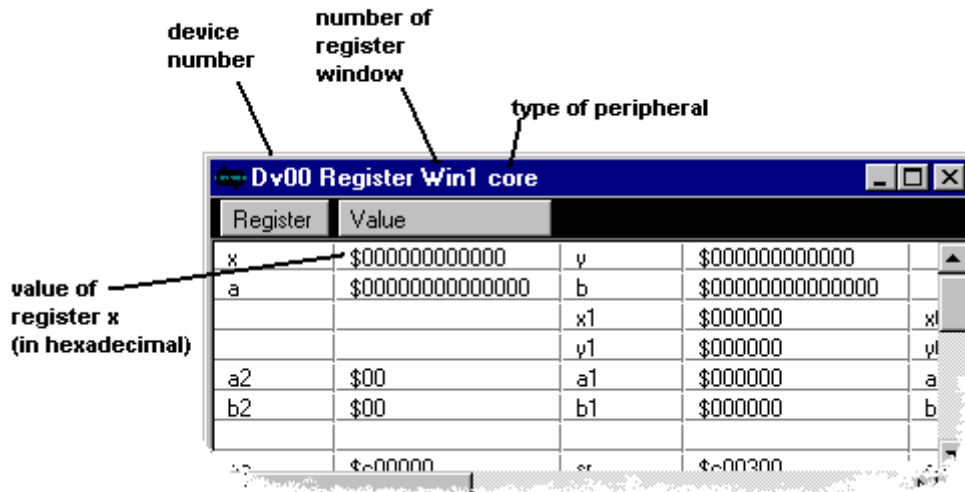 device
number
number of
register
window
type of peripheral
Dv00 Register Win1 core
Register Value
x $000000000000 y $000000000000
a $00000000000000 b $00000000000000
x1 $000000
y1 $000000
a2 $00 a1 $000000 a
b2 $00 b1 $000000 b
$c00000 sr $c00300
value of
register x
(in hexadecimal)